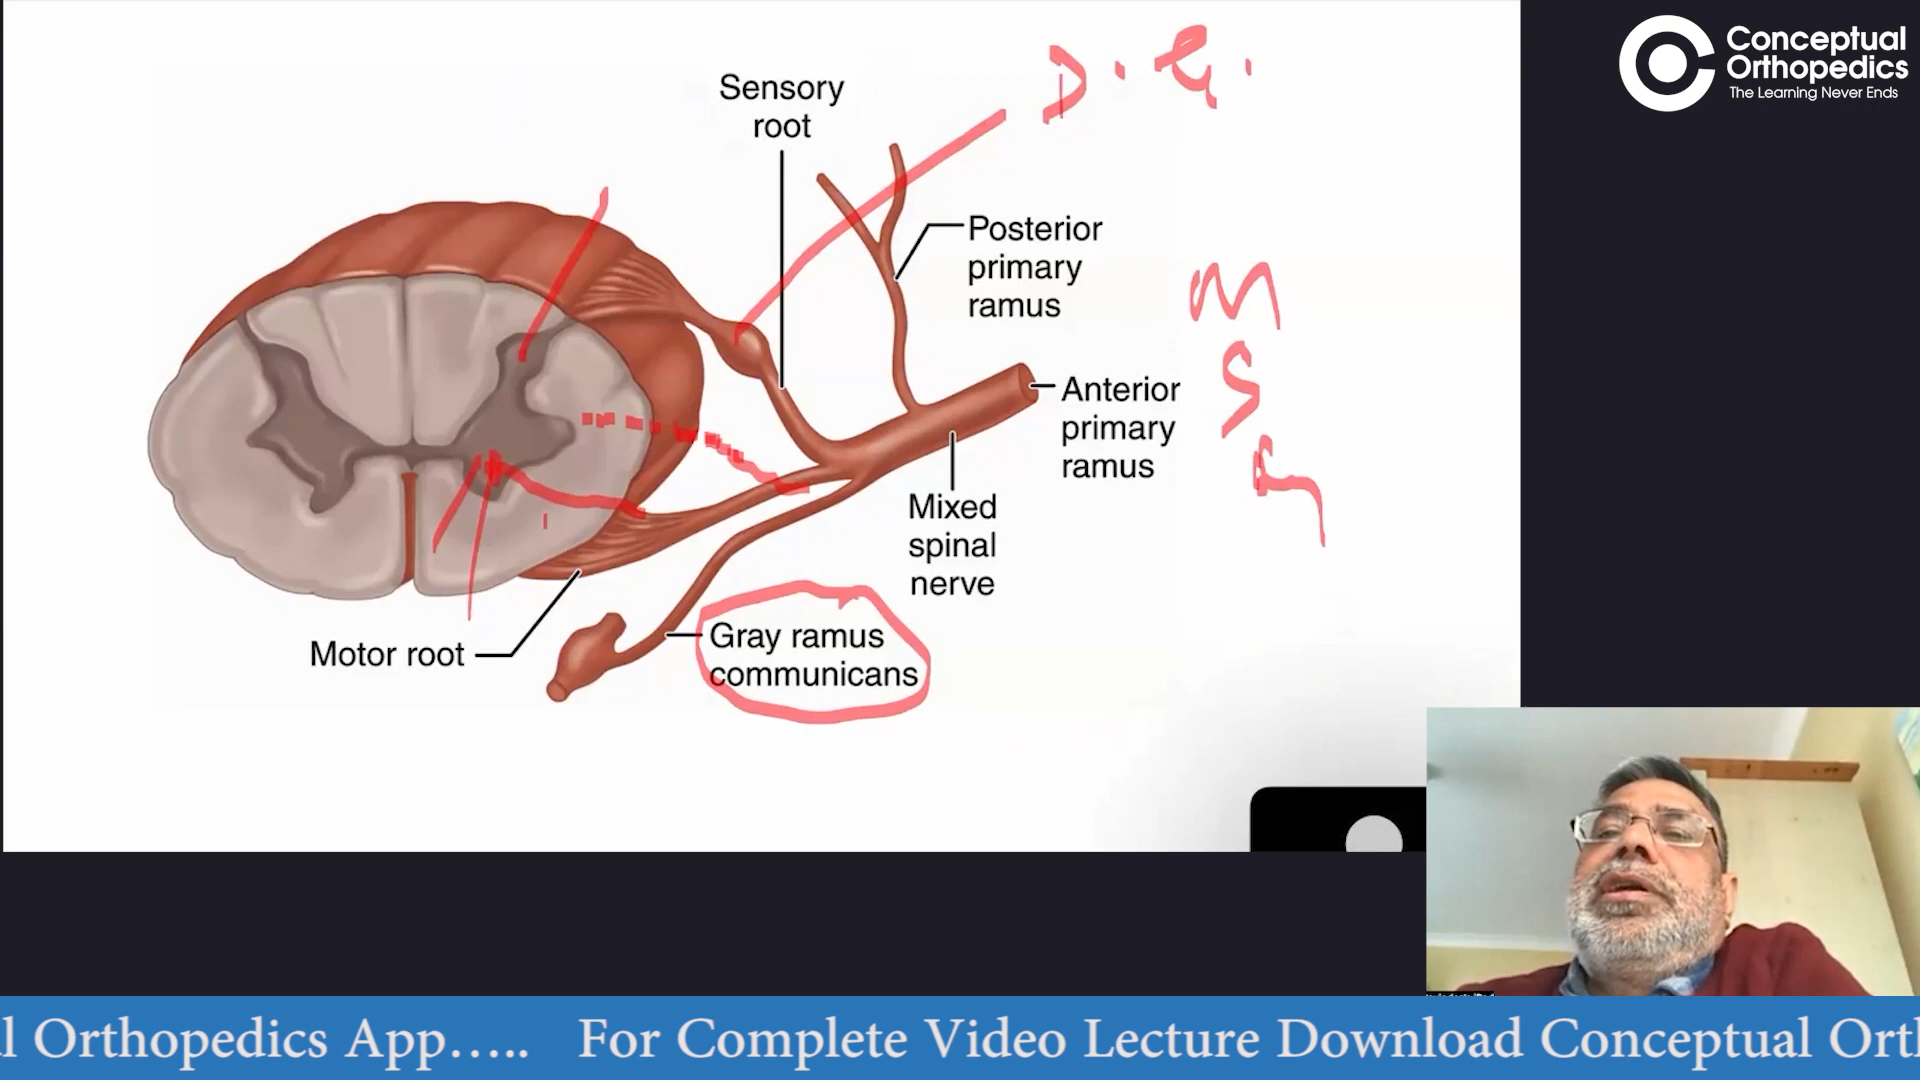 Conceptual
Orthopedics
The Learning Never Ends
D. G.
Sensory
root
Posterior
primary
ramus
M
S
Anterior
primary
ramus
Mixed
spinal
nerve
Gray ramus
communicans
Motor root
l Orthopedics App..... For Complete Video Lecture Download Conceptual Ort